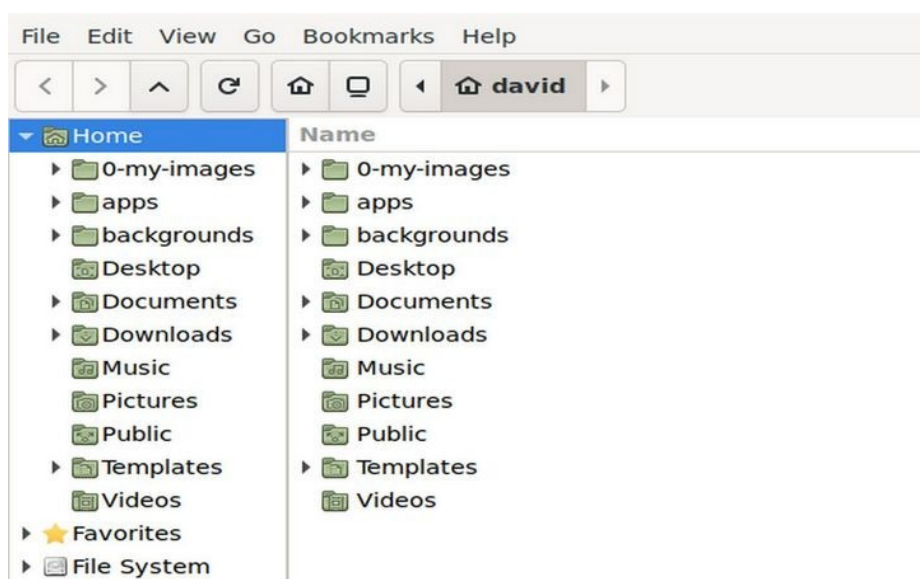 File Edit View Go Bookmarks Help
david
Home
0-my-images
apps
backgrounds
Desktop
Documents
Downloads
Music
Pictures
Public
Templates
Videos
Favorites
File System
Name
0-my-images
apps
backgrounds
Desktop
Documents
Downloads
Music
Pictures
Public
Templates
Videos